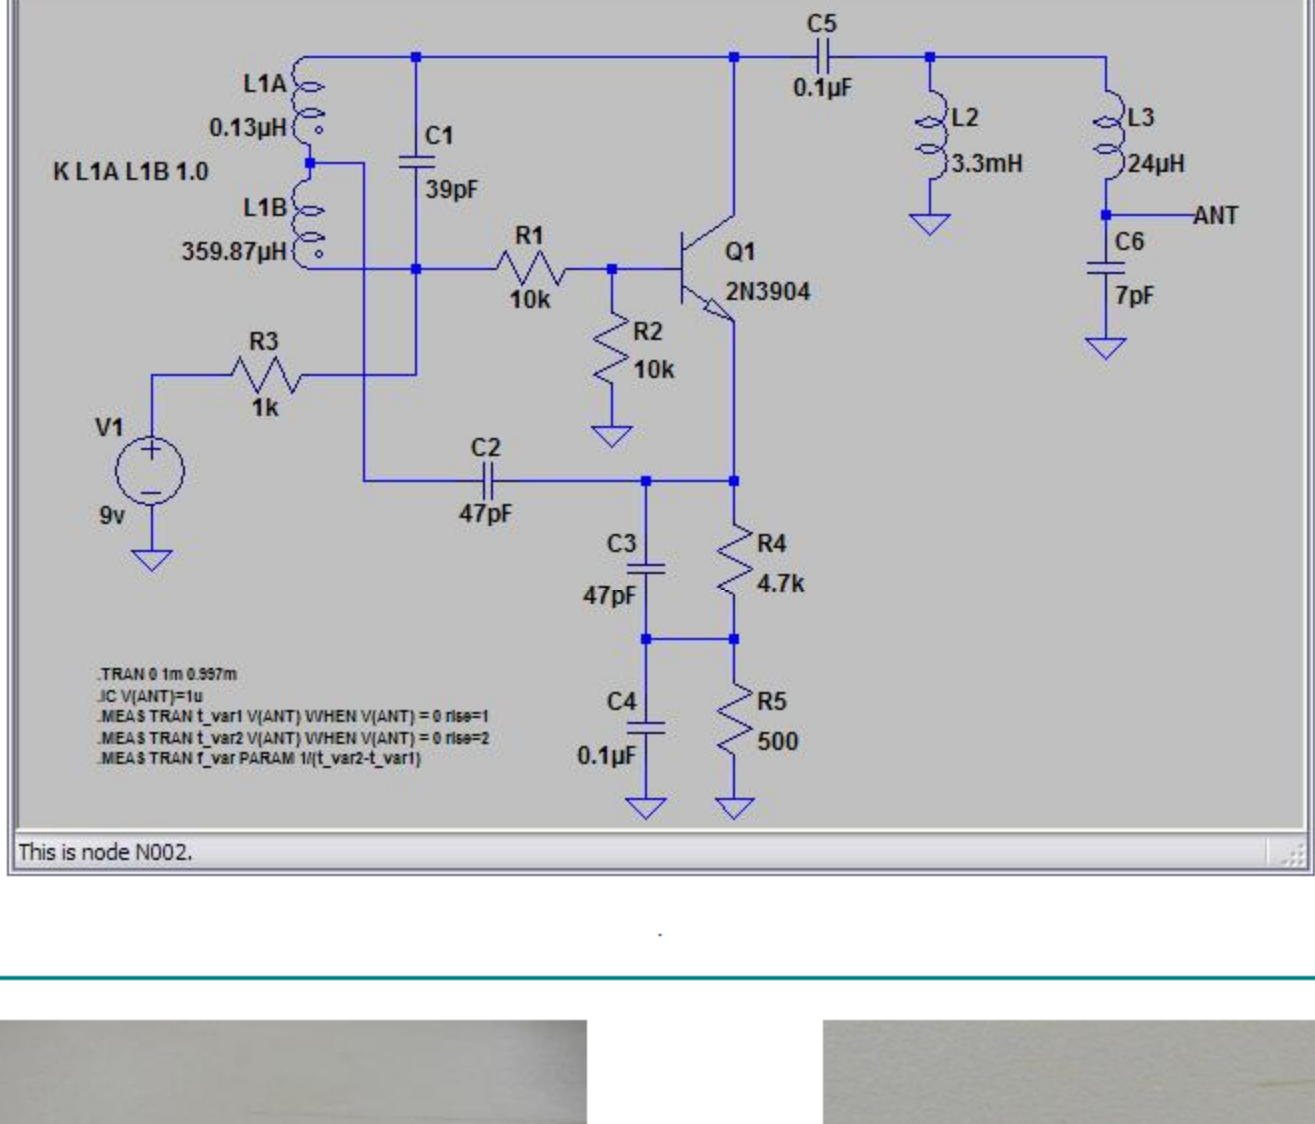 C5
0.1µF
L1A
0.13µH
C1
39pF
K L1A L1B 1.0
L1B
359.87µH
L2
3.3mH
L3
24µH
ANT
C6
7pF
R1
10k
Q1
2N3904
R2
10k
R3
1k
V1
9v
C2
47pF
C3
47pF
R4
4.7k
C4
0.1µF
R5
500
.TRAN 0 1m 0.997m
.IC V(ANT)=1u
.MEAS TRAN t_var1 V(ANT) WHEN V(ANT) = 0 rise=1
.MEAS TRAN t_var2 V(ANT) WHEN V(ANT) = 0 rise=2
.MEAS TRAN f_var PARAM 1/(t_var2-t_var1)
This is node N002.